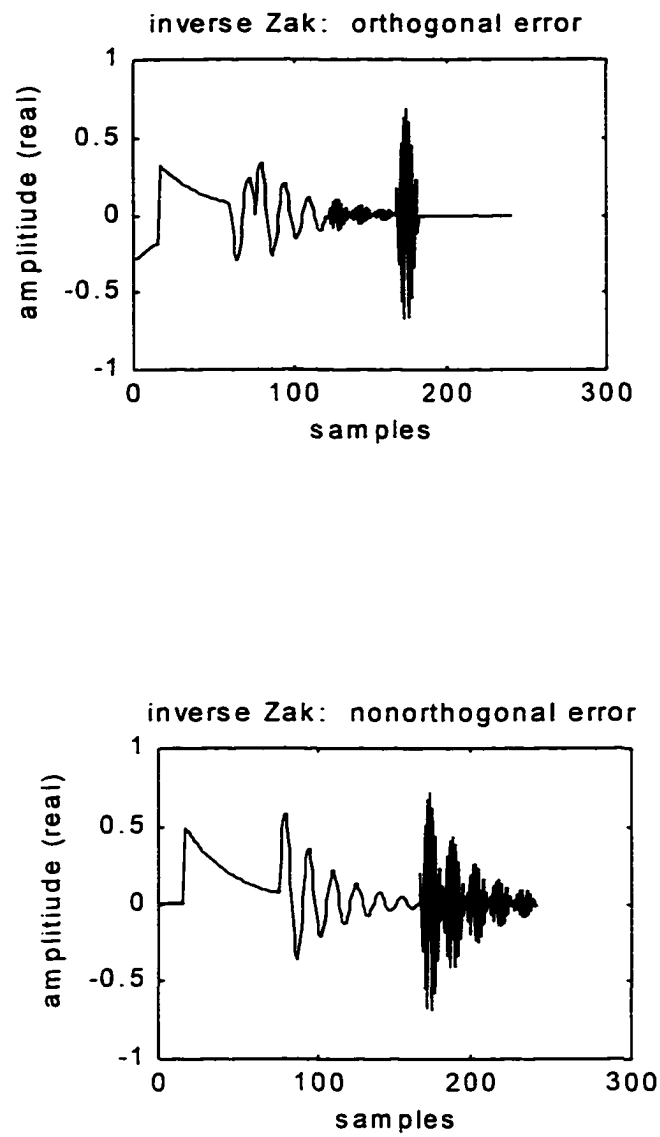 inverse Zak: orthogonal error
1
0.5
0
-0.5
-1
amplitiude (real)
0 100 200 300
samples
inverse Zak: nonorthogonal error
1
0.5
0
-0.5
-1
amplitiude (real)
0 100 200 300
samples